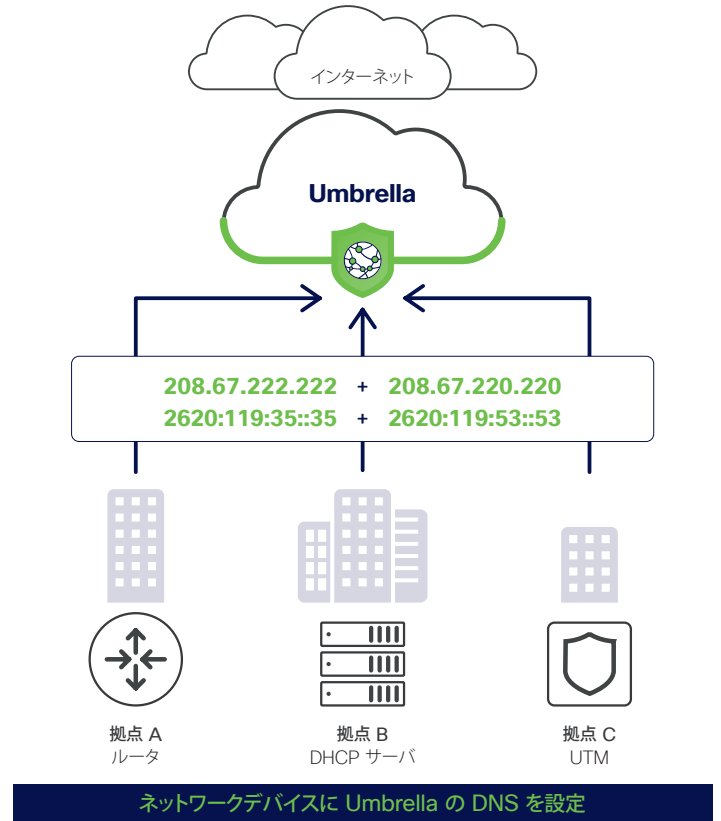 インターネット
Umbrella
208.67.222.222 + 208.67.220.220
2620:119:35::35 + 2620:119:53::53
拠点 A 拠点 B 拠点 C
ルータ DHCP サーバ UTM
ネットワークデバイスに Umbrella の DNS を設定